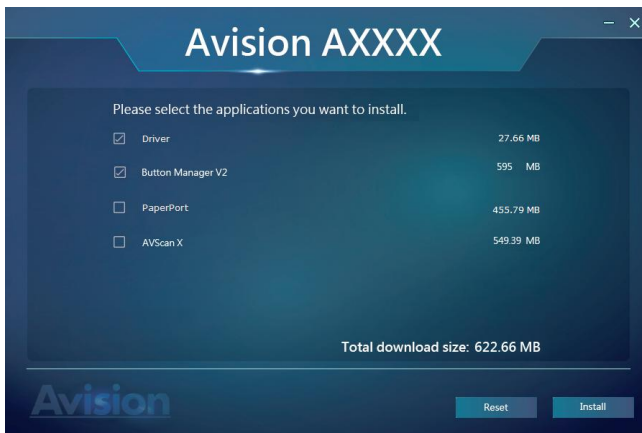 Avision AXXXX
Please select the applications you want to install.
Driver 27.66 MB
Button Manager V2 595 MB
PaperPort 455.79 MB
AVScan X 549.39 MB
Total download size: 622.66 MB
Avision Reset Install